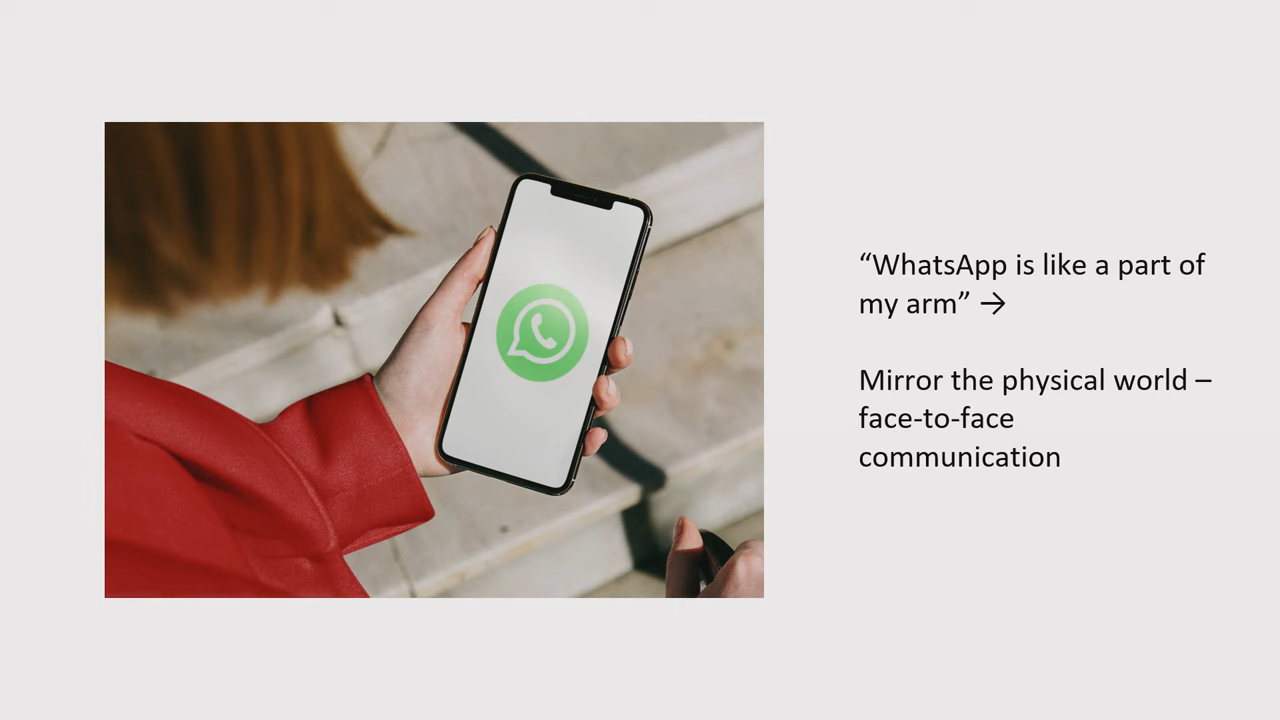 “WhatsApp is like a part of
my arm” →
Mirror the physical world –
face-to-face
communication